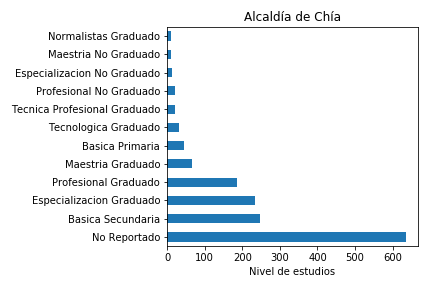 Alcaldía de Chía
Normalistas Graduado
Maestria No Graduado
Especializacion No Graduado
Profesional No Graduado
Tecnica Profesional Graduado
Tecnologica Graduado
Basica Primaria
Maestria Graduado
Profesional Graduado
Especializacion Graduado
Basica Secundaria
No Reportado
0 100 200 300 400 500 600
Nivel de estudios